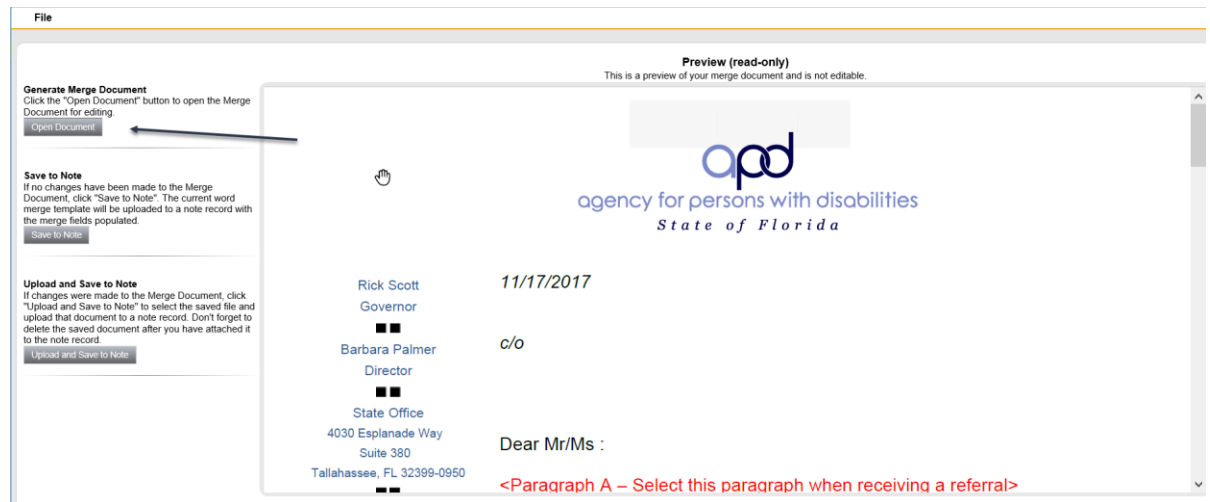 File
Preview (read-only)
This is a preview of your merge document and is not editable.
Generate Merge Document
Click the "Open Document" button to open the Merge
Document for editing.
Open Document
Save to Note
If no changes have been made to the Merge
Document, click "Save to Note". The current word
merge template will be uploaded to a note record with
the merge fields populated.
Save to Note
Upload and Save to Note
If changes were made to the Merge Document, click
"Upload and Save to Note" to select the saved file and
upload that document to a note record. Don't forget to
delete the saved document after you have attached it
to the note record.
Upload and Save to Note
apd
agency for persons with disabilities
State of Florida
Rick Scott
Governor
Barbara Palmer
Director
State Office
4030 Esplanade Way
Suite 380
Tallahassee, FL 32399-0950
11/17/2017
c/o
Dear Mr/Ms :
<Paragraph A – Select this paragraph when receiving a referral>